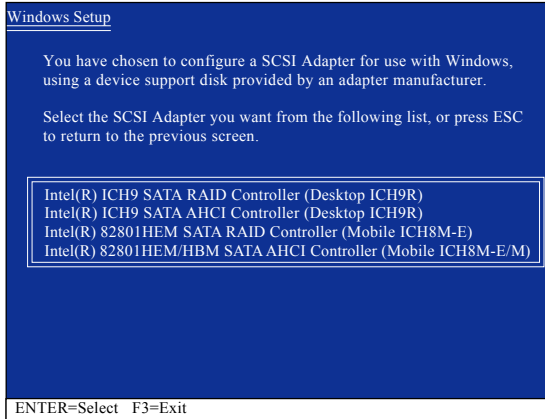 Windows Setup
You have chosen to configure a SCSI Adapter for use with Windows,
using a device support disk provided by an adapter manufacturer.
Select the SCSI Adapter you want from the following list, or press ESC
to return to the previous screen.
Intel(R) ICH9 SATA RAID Controller (Desktop ICH9R)
Intel(R) ICH9 SATA AHCI Controller (Desktop ICH9R)
Intel(R) 82801HEM SATA RAID Controller (Mobile ICH8M-E)
Intel(R) 82801HEM/HBM SATA AHCI Controller (Mobile ICH8M-E/M)
ENTER=Select F3=Exit